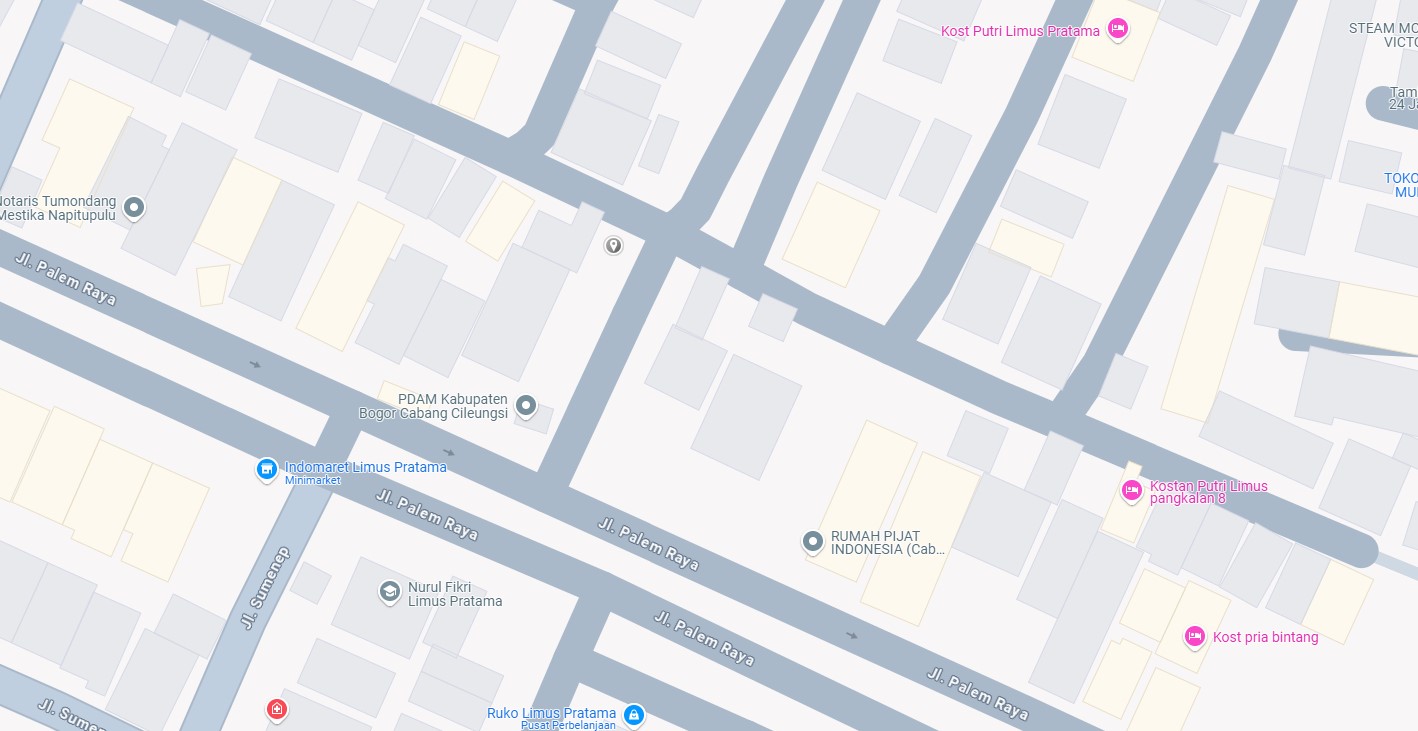 Kost Putri Limus Pratama
STEAM MO
VICTO
Tam
24 Ja
TOKO
MU
Notaris Tumondang
Mestika Napitupulu
Jl. Palem Raya
PDAM Kabupaten
Bogor Cabang Cileungsi
Indomaret Limus Pratama
Minimarket
Jl. Palem Raya
Jl. Palem Raya
Kostan Putri Limus
pangkalan 8
RUMAH PIJAT
INDONESIA (Cab...
Jl. Sumenep
Nurul Fikri
Limus Pratama
Jl. Palem Raya
Kost pria bintang
Jl. Palem Raya
Jl. Sumenep
Ruko Limus Pratama
Pusat Perbelanjaan